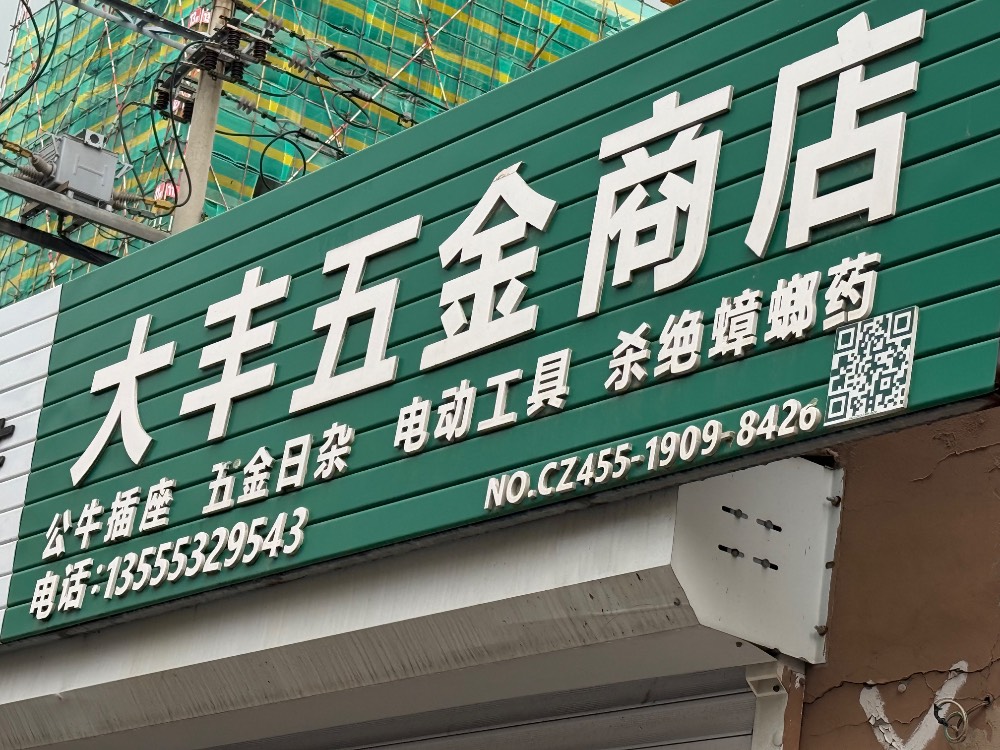 大丰五金商店
公牛插座 五金日杂 电动工具 杀绝蟑螂药
电话:13555329543
NO.CZ455-1909-8426